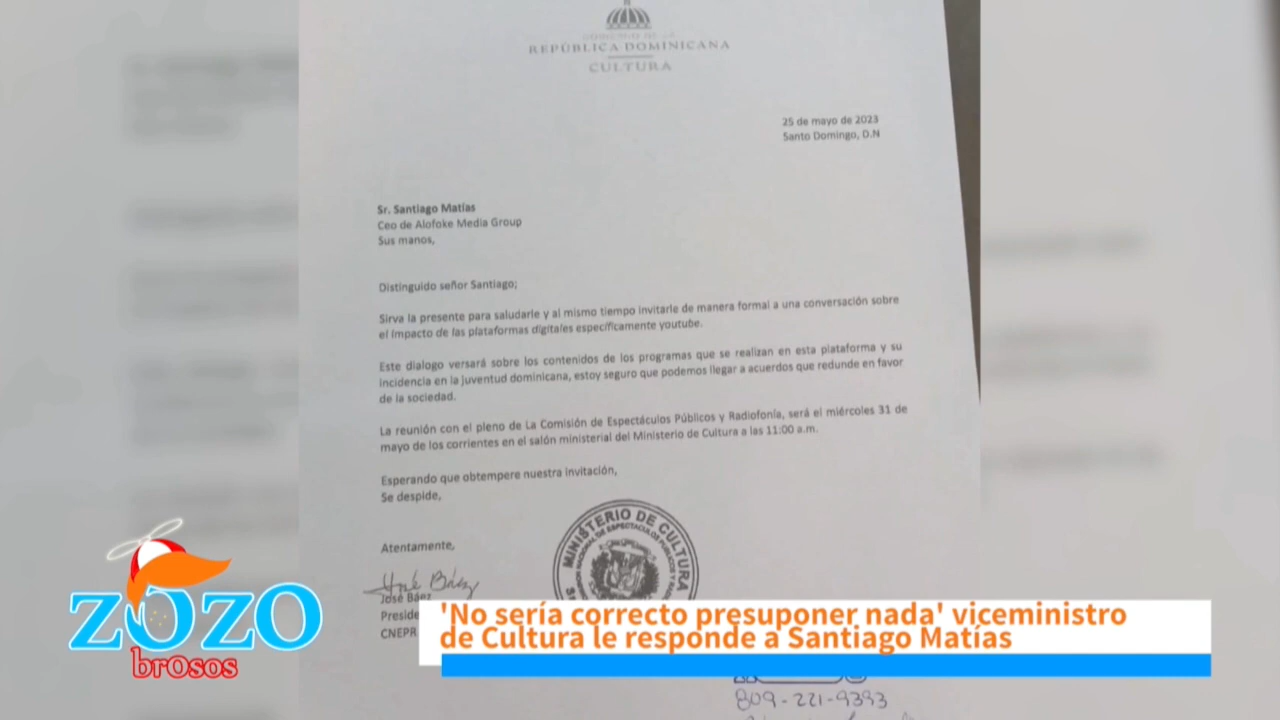 GOBIERNO DE LA
REPÚBLICA DOMINICANA
CULTURA
25 de mayo de 2023
Santo Domingo, D.N
Sr. Santiago Matías
Ceo de Alofoke Media Group
Sus manos,
Distinguido señor Santiago;
Sirva la presente para saludarle y al mismo tiempo invitarle de manera formal a una conversación sobre
el impacto de las plataformas digitales específicamente youtube.
Este dialogo versará sobre los contenidos de los programas que se realizan en esta plataforma y su
incidencia en la juventud dominicana, estoy seguro que podemos llegar a acuerdos que redunde en favor
de la sociedad.
La reunión con el pleno de La Comisión de Espectáculos Públicos y Radiofonía, será el miércoles 31 de
mayo de los corrientes en el salón ministerial del Ministerio de Cultura a las 11:00 a.m.
Esperando que obtempere nuestra invitación,
Se despide,
Atentamente,
José Báez
José Báez
Preside
CNEPR
MINISTERIO DE CULTURA
ZOZO
brOsos
'No sería correcto presuponer nada' viceministro
de Cultura le responde a Santiago Matías
809-221-9393